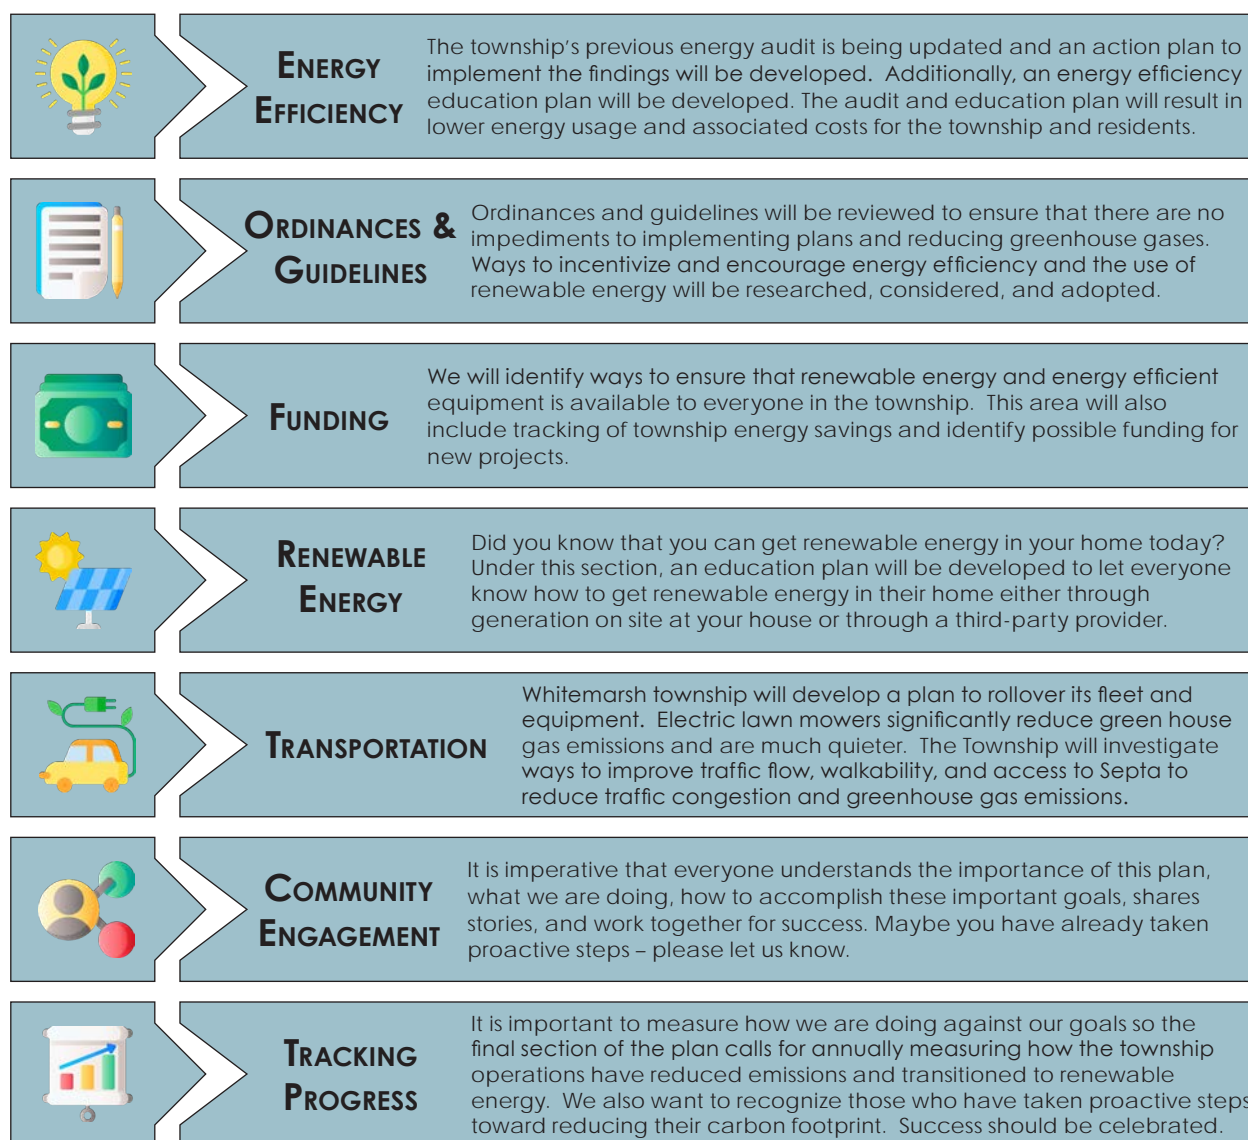 ENERGY
EFFICIENCY
The township's previous energy audit is being updated and an action plan to
implement the findings will be developed.  Additionally, an energy efficiency
education plan will be developed. The audit and education plan will result in
lower energy usage and associated costs for the township and residents.
ORDINANCES &
GUIDELINES
Ordinances and guidelines will be reviewed to ensure that there are no
impediments to implementing plans and reducing greenhouse gases.
Ways to incentivize and encourage energy efficiency and the use of
renewable energy will be researched, considered, and adopted.
FUNDING
We will identify ways to ensure that renewable energy and energy efficient
equipment is available to everyone in the township.  This area will also
include tracking of township energy savings and identify possible funding for
new projects.
RENEWABLE
ENERGY
Did you know that you can get renewable energy in your home today?
Under this section, an education plan will be developed to let everyone
know how to get renewable energy in their home either through
generation on site at your house or through a third-party provider.
TRANSPORTATION
Whitemarsh township will develop a plan to rollover its fleet and
equipment.  Electric lawn mowers significantly reduce green house
gas emissions and are much quieter.  The Township will investigate
ways to improve traffic flow, walkability, and access to Septa to
reduce traffic congestion and greenhouse gas emissions.
COMMUNITY
ENGAGEMENT
It is imperative that everyone understands the importance of this plan,
what we are doing, how to accomplish these important goals, shares
stories, and work together for success. Maybe you have already taken
proactive steps – please let us know.
TRACKING
PROGRESS
It is important to measure how we are doing against our goals so the
final section of the plan calls for annually measuring how the township
operations have reduced emissions and transitioned to renewable
energy.  We also want to recognize those who have taken proactive steps
toward reducing their carbon footprint.  Success should be celebrated.